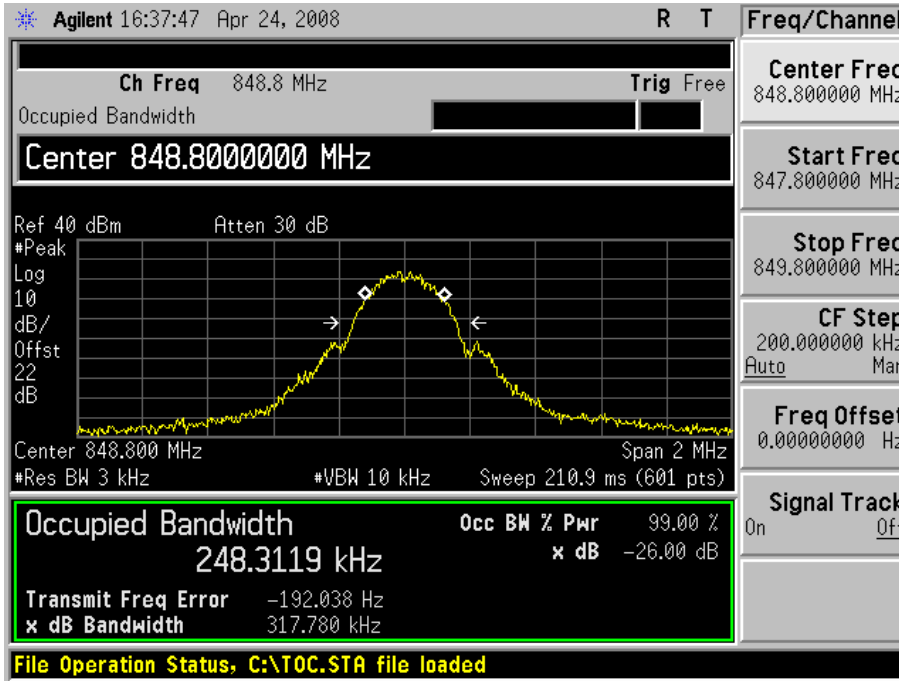 Agilent 16:37:47 Apr 24, 2008 R T
Freq/Channel
Ch Freq 848.8 MHz Trig Free
Occupied Bandwidth
Center 848.8000000 MHz
Ref 40 dBm Atten 30 dB
#Peak
Log
10
dB/
Offst
22
dB
Center 848.800 MHz Span 2 MHz
#Res BW 3 kHz #VBW 10 kHz Sweep 210.9 ms (601 pts)
Occupied Bandwidth
248.3119 kHz
Occ BW % Pwr 99.00 %
x dB -26.00 dB
Transmit Freq Error -192.038 Hz
x dB Bandwidth 317.780 kHz
Center Freq
848.800000 MHz
Start Freq
847.800000 MHz
Stop Freq
849.800000 MHz
CF Step
200.000000 kHz
Auto Man
Freq Offset
0.00000000 Hz
Signal Track
On Off
File Operation Status, C:\TOC.STA file loaded